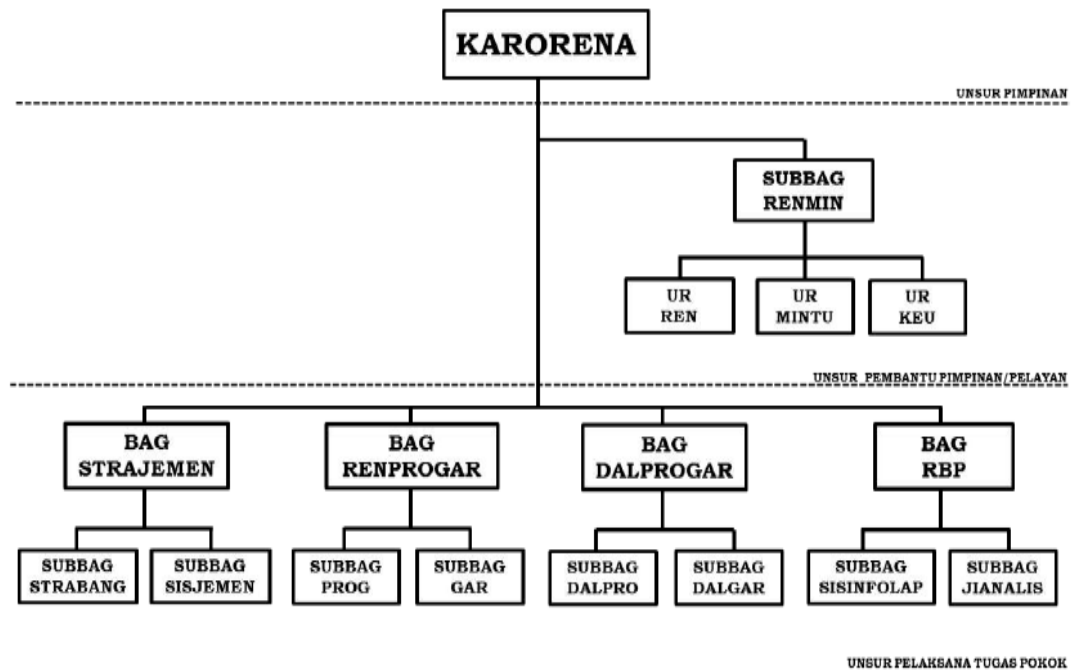 KARORENA
UNSUR PIMPINAN
SUBBAG
RENMIN
UR
REN
UR
MINTU
UR
KEU
UNSUR PEMBANTU PIMPINAN/PELAYAN
BAG
STRAJEMEN
BAG
RENPROGAR
BAG
DALPROGAR
BAG
RBP
SUBBAG
STRABANG
SUBBAG
SISJEMEN
SUBBAG
PROG
SUBBAG
GAR
SUBBAG
DALPRO
SUBBAG
DALGAR
SUBBAG
SISINFOLAP
SUBBAG
JIANALIS
UNSUR PELAKSANA TUGAS POKOK